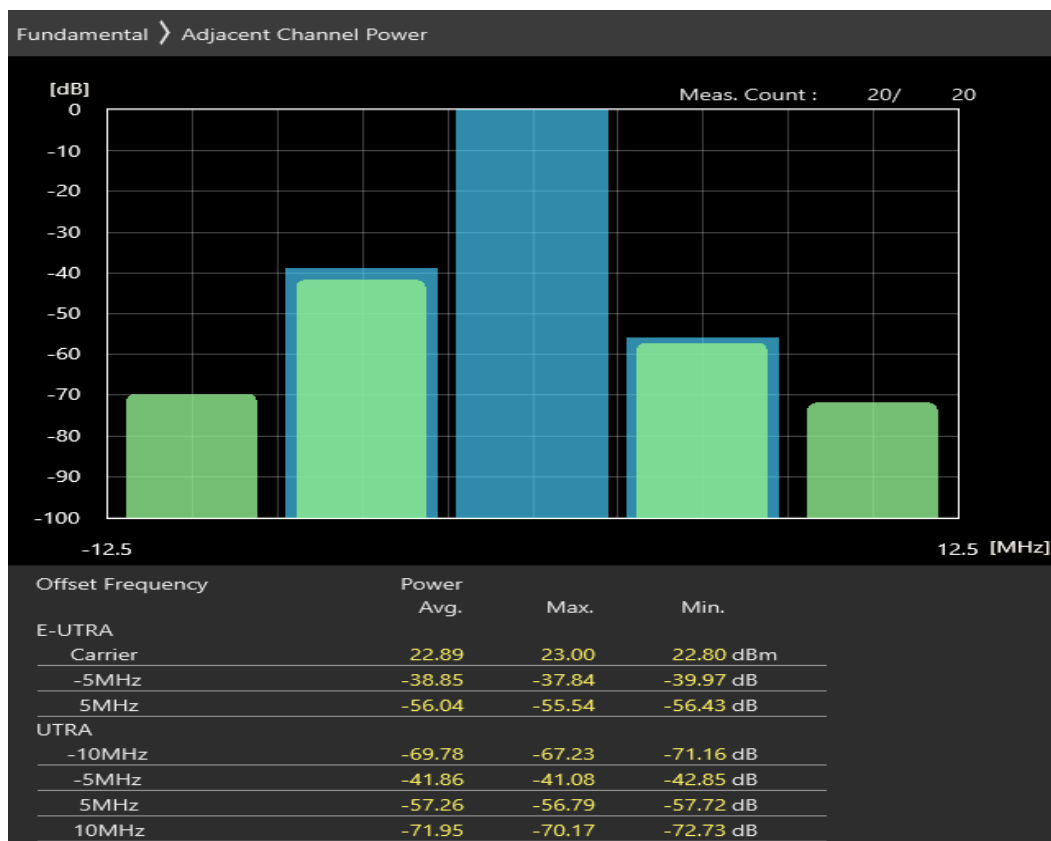 Fundamental 〉 Adjacent Channel Power
[dB]
Meas. Count : 20/ 20
0
-10
-20
-30
-40
-50
-60
-70
-80
-90
-100
-12.5 12.5 [MHz]
Offset Frequency Power
Avg. Max. Min.
E-UTRA
Carrier 22.89 23.00 22.80 dBm
-5MHz -38.85 -37.84 -39.97 dB
5MHz -56.04 -55.54 -56.43 dB
UTRA
-10MHz -69.78 -67.23 -71.16 dB
-5MHz -41.86 -41.08 -42.85 dB
5MHz -57.26 -56.79 -57.72 dB
10MHz -71.95 -70.17 -72.73 dB